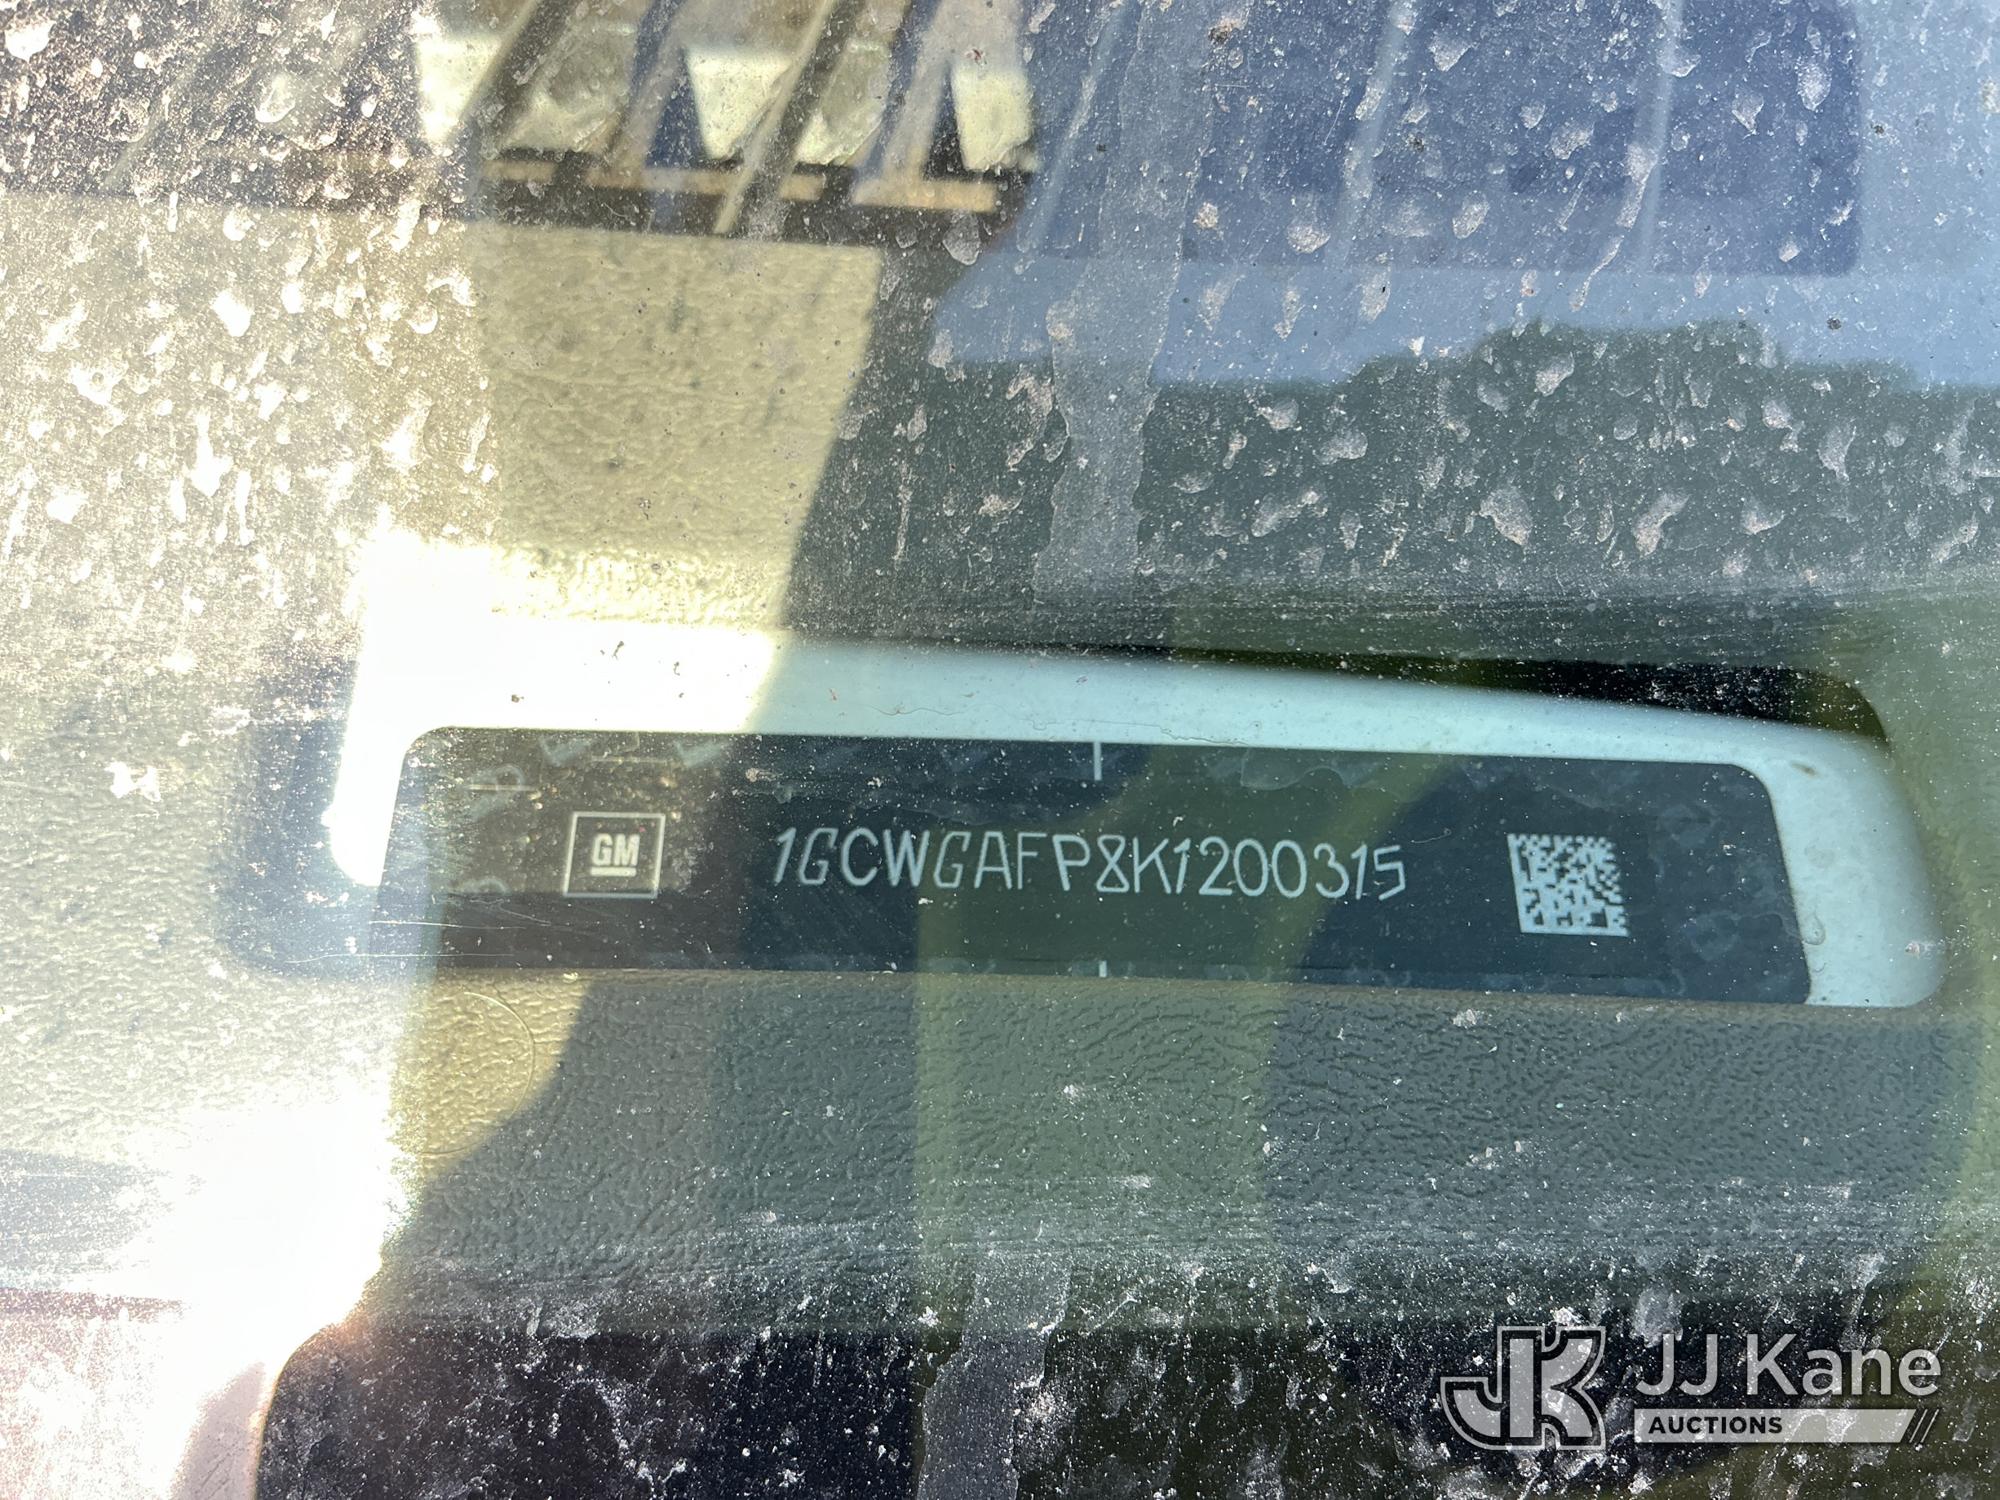 GM
1GCWGAFP8K1200315
JJ Kane
AUCTIONS